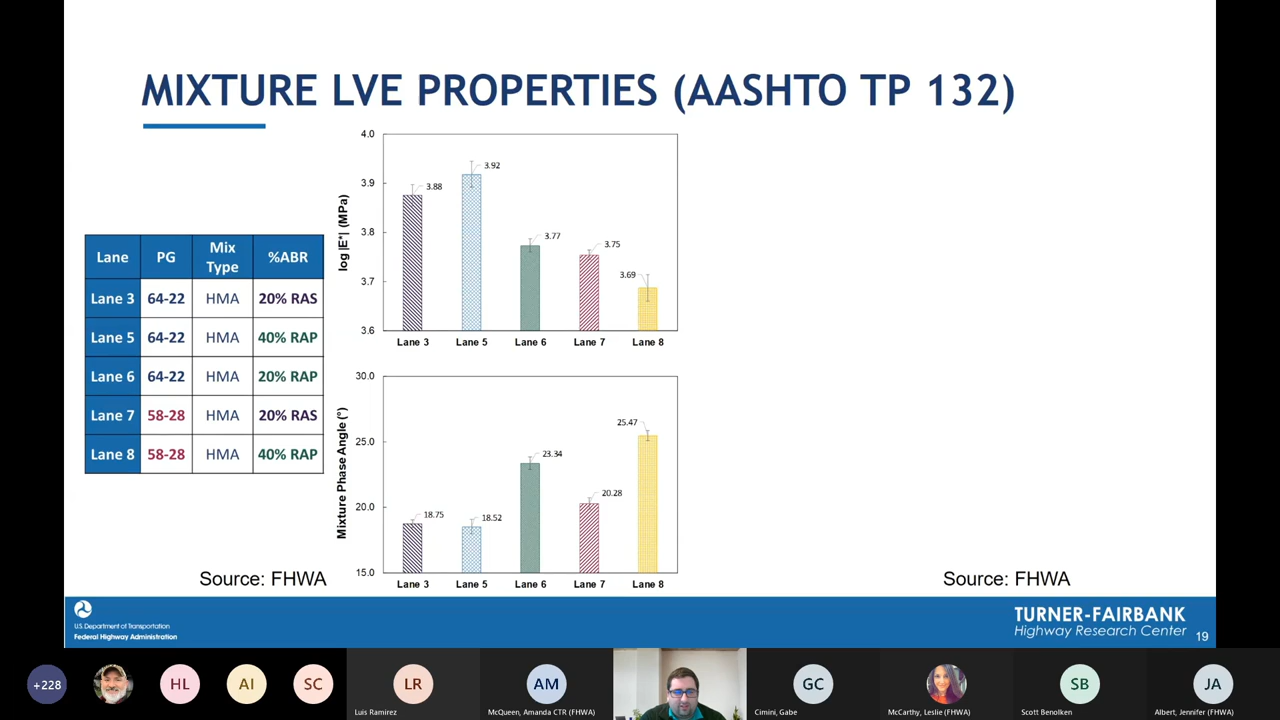 MIXTURE LVE PROPERTIES (AASHTO TP 132)
Lane PG Mix Type %ABR
Lane 3 64-22 HMA 20% RAS
Lane 5 64-22 HMA 40% RAP
Lane 6 64-22 HMA 20% RAP
Lane 7 58-28 HMA 20% RAS
Lane 8 58-28 HMA 40% RAP
log |E*| (MPa)
4.0
3.9
3.8
3.7
3.6
3.88
3.92
3.77
3.75
3.69
Lane 3 Lane 5 Lane 6 Lane 7 Lane 8
Mixture Phase Angle (°)
30.0
25.0
20.0
15.0
18.75
18.52
23.34
20.28
25.47
Lane 3 Lane 5 Lane 6 Lane 7 Lane 8
Source: FHWA
Source: FHWA
U.S. Department of Transportation
Federal Highway Administration
TURNER-FAIRBANK
Highway Research Center
19
+228
HL
AI
SC
LR
Luis Ramirez
AM
McQueen, Amanda CTR (FHWA)
GC
Cimini, Gabe
McCarthy, Leslie (FHWA)
SB
Scott Benolken
JA
Albert, Jennifer (FHWA)